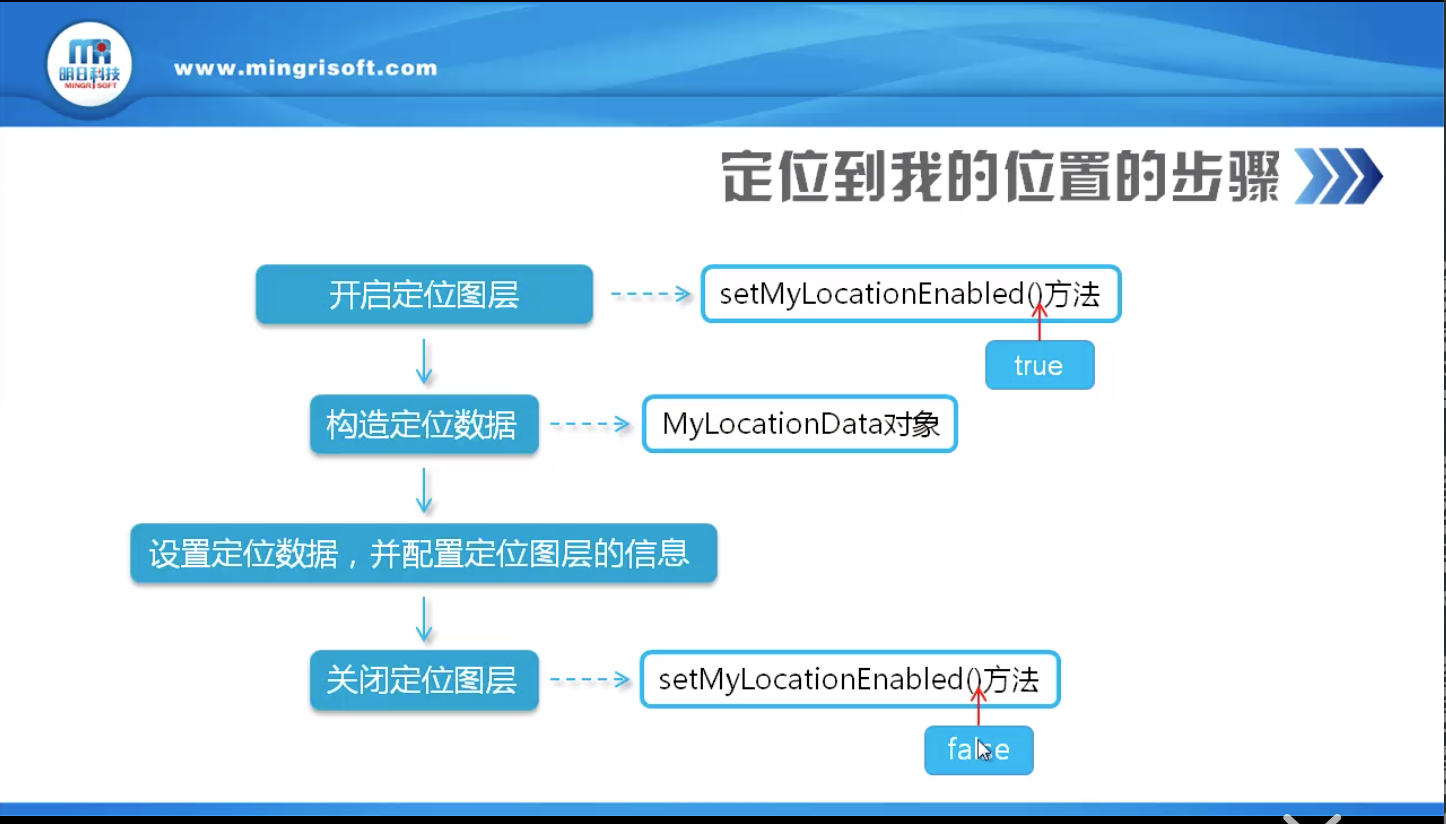 明日科技
MINGRISOFT
www.mingrisoft.com
定位到我的位置的步骤
开启定位图层
setMyLocationEnabled()方法
true
构造定位数据
MyLocationData对象
设置定位数据，并配置定位图层的信息
关闭定位图层
setMyLocationEnabled()方法
false